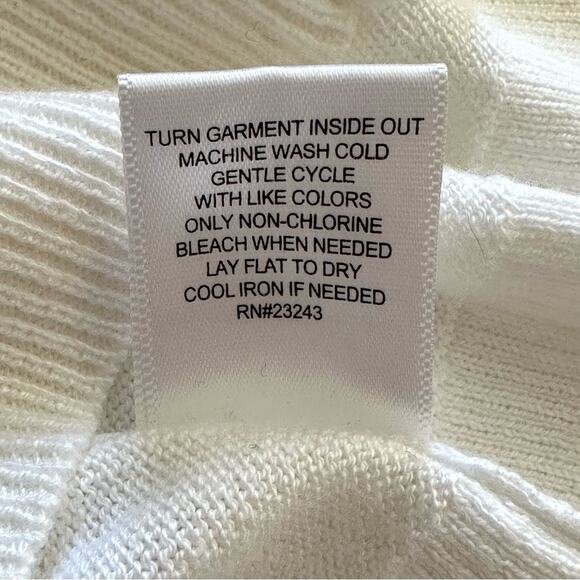 TURN GARMENT INSIDE OUT
MACHINE WASH COLD
GENTLE CYCLE
WITH LIKE COLORS
ONLY NON-CHLORINE
BLEACH WHEN NEEDED
LAY FLAT TO DRY
COOL IRON IF NEEDED
RN#23243